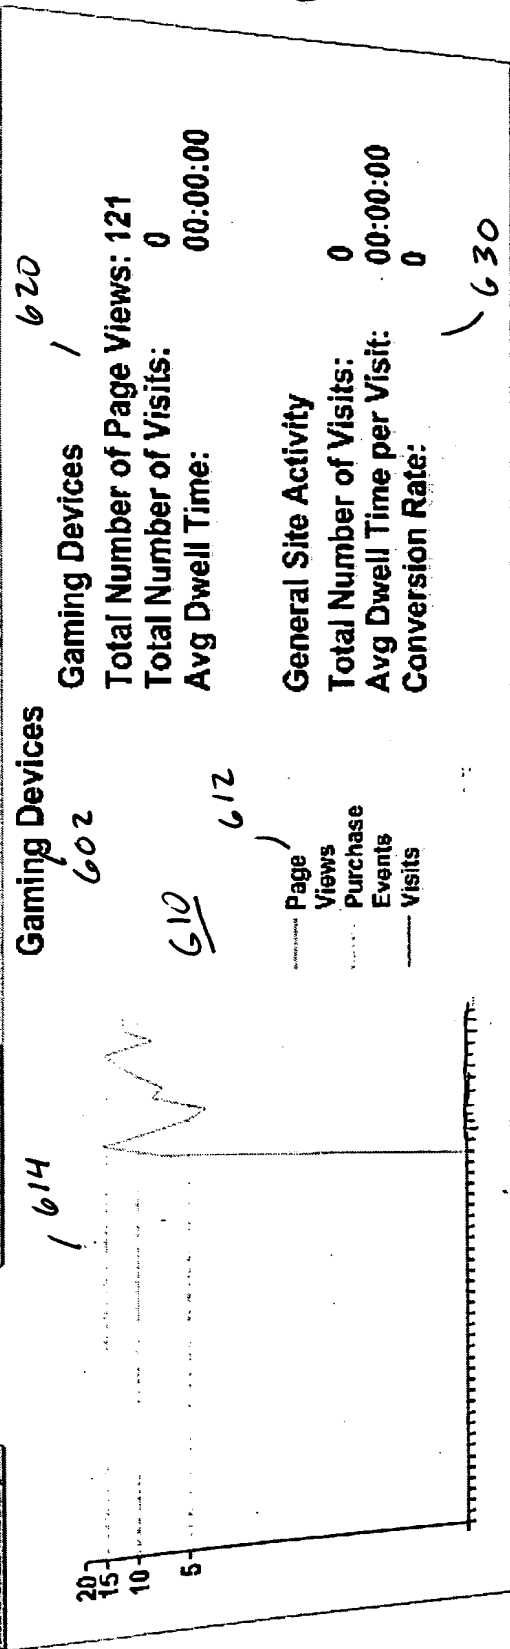 Gaming Devices
602
614
20
15
10
5
610
612
Page
Views
Purchase
Events
Visits
620
Gaming Devices
Total Number of Page Views: 121
Total Number of Visits: 0
Avg Dwell Time: 00:00:00
General Site Activity
Total Number of Visits: 0
Avg Dwell Time per Visit: 00:00:00
Conversion Rate: 0
630